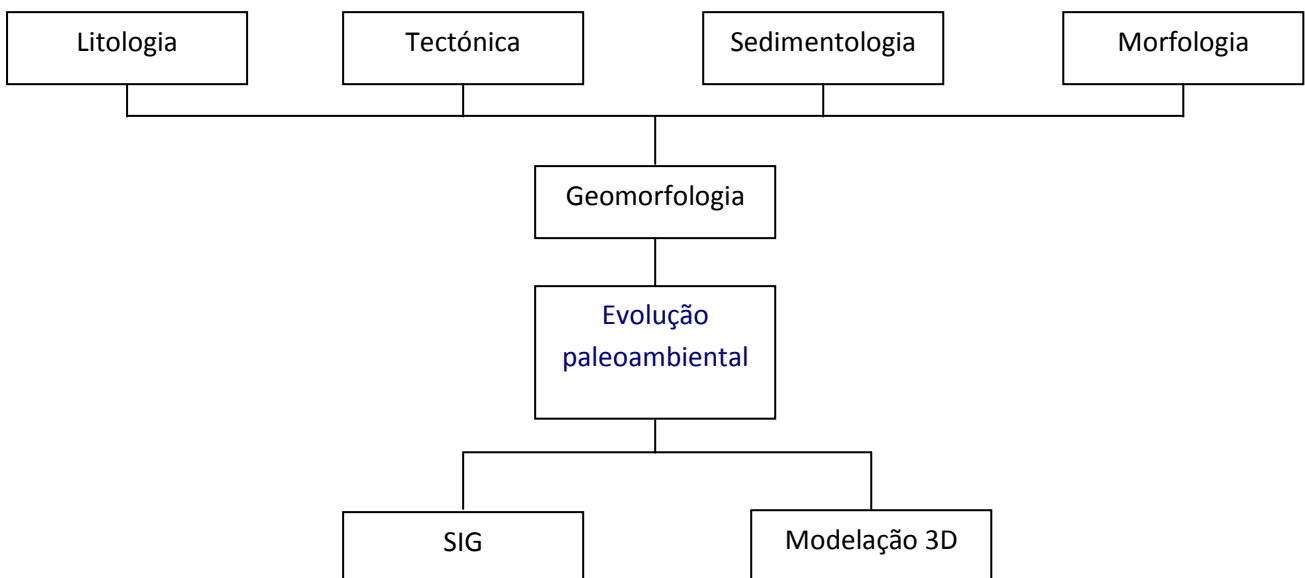 Litologia
Tectónica
Sedimentologia
Morfologia
Geomorfologia
Evolução
paleoambiental
SIG
Modelação 3D